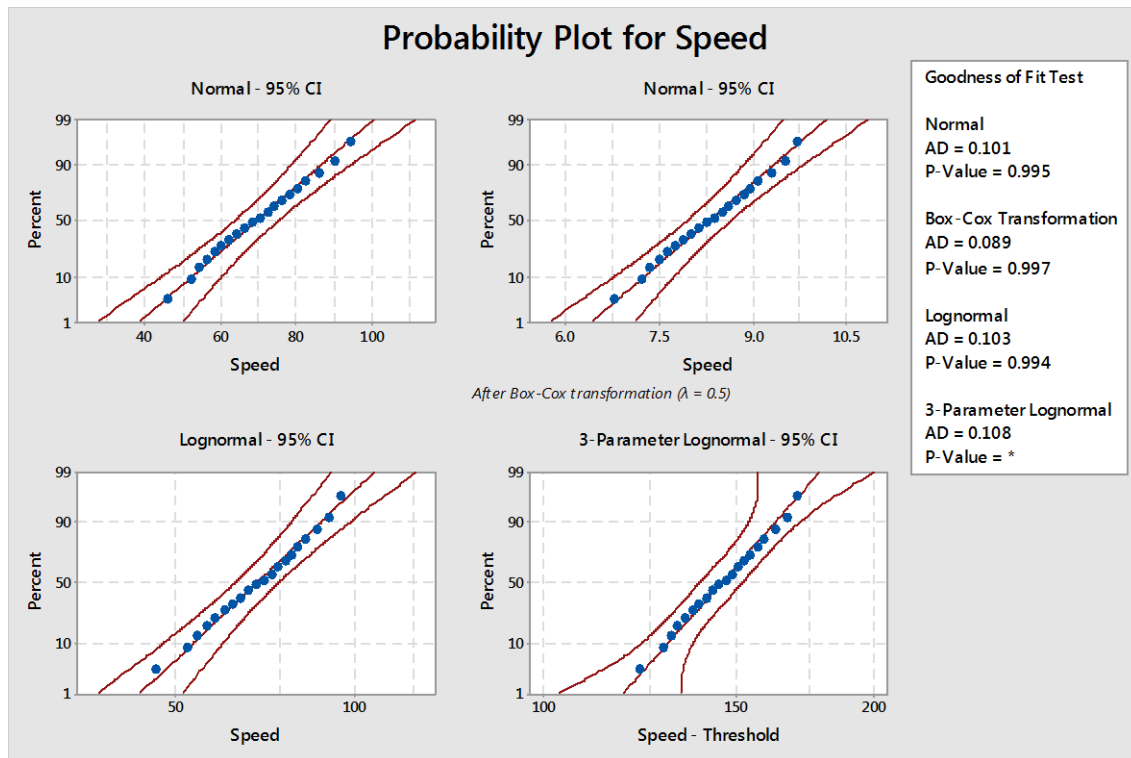 Probability Plot for Speed
Normal - 95% CI
99
90
50
10
1
Percent
40
60
80
100
Speed
Normal - 95% CI
99
90
50
10
1
Percent
6.0
7.5
9.0
10.5
Speed
After Box-Cox transformation (λ = 0.5)
Lognormal - 95% CI
99
90
50
10
1
Percent
50
100
Speed
3-Parameter Lognormal - 95% CI
99
90
50
10
1
Percent
100
150
200
Speed - Threshold
Goodness of Fit Test
Normal
AD = 0.101
P-Value = 0.995
Box-Cox Transformation
AD = 0.089
P-Value = 0.997
Lognormal
AD = 0.103
P-Value = 0.994
3-Parameter Lognormal
AD = 0.108
P-Value = *